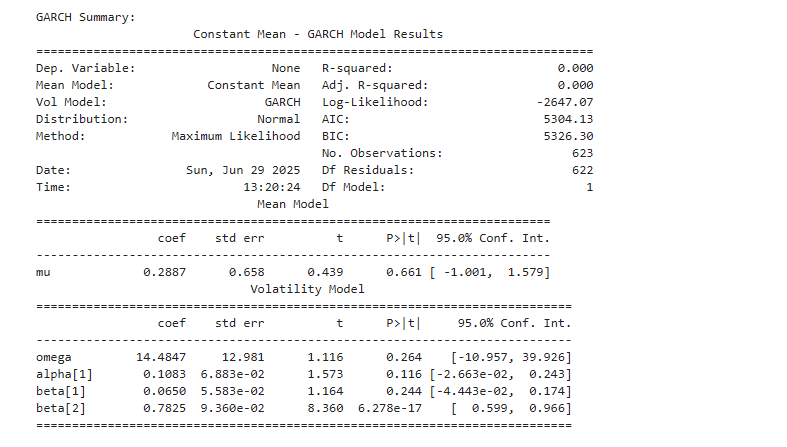 GARCH Summary:
Constant Mean - GARCH Model Results
==============================================================================
Dep. Variable: None R-squared: 0.000
Mean Model: Constant Mean Adj. R-squared: 0.000
Vol Model: GARCH Log-Likelihood: -2647.07
Distribution: Normal AIC: 5304.13
Method: Maximum Likelihood BIC: 5326.30
No. Observations: 623
Date: Sun, Jun 29 2025 Df Residuals: 622
Time: 13:20:24 Df Model: 1
Mean Model
========================================================================
coef std err t P>|t| 95.0% Conf. Int.
------------------------------------------------------------------------
mu 0.2887 0.658 0.439 0.661 [ -1.001, 1.579]
Volatility Model
===========================================================================
coef std err t P>|t| 95.0% Conf. Int.
---------------------------------------------------------------------------
omega 14.4847 12.981 1.116 0.264 [-10.957, 39.926]
alpha[1] 0.1083 6.883e-02 1.573 0.116 [-2.663e-02, 0.243]
beta[1] 0.0650 5.583e-02 1.164 0.244 [-4.443e-02, 0.174]
beta[2] 0.7825 9.360e-02 8.360 6.278e-17 [ 0.599, 0.966]
===========================================================================